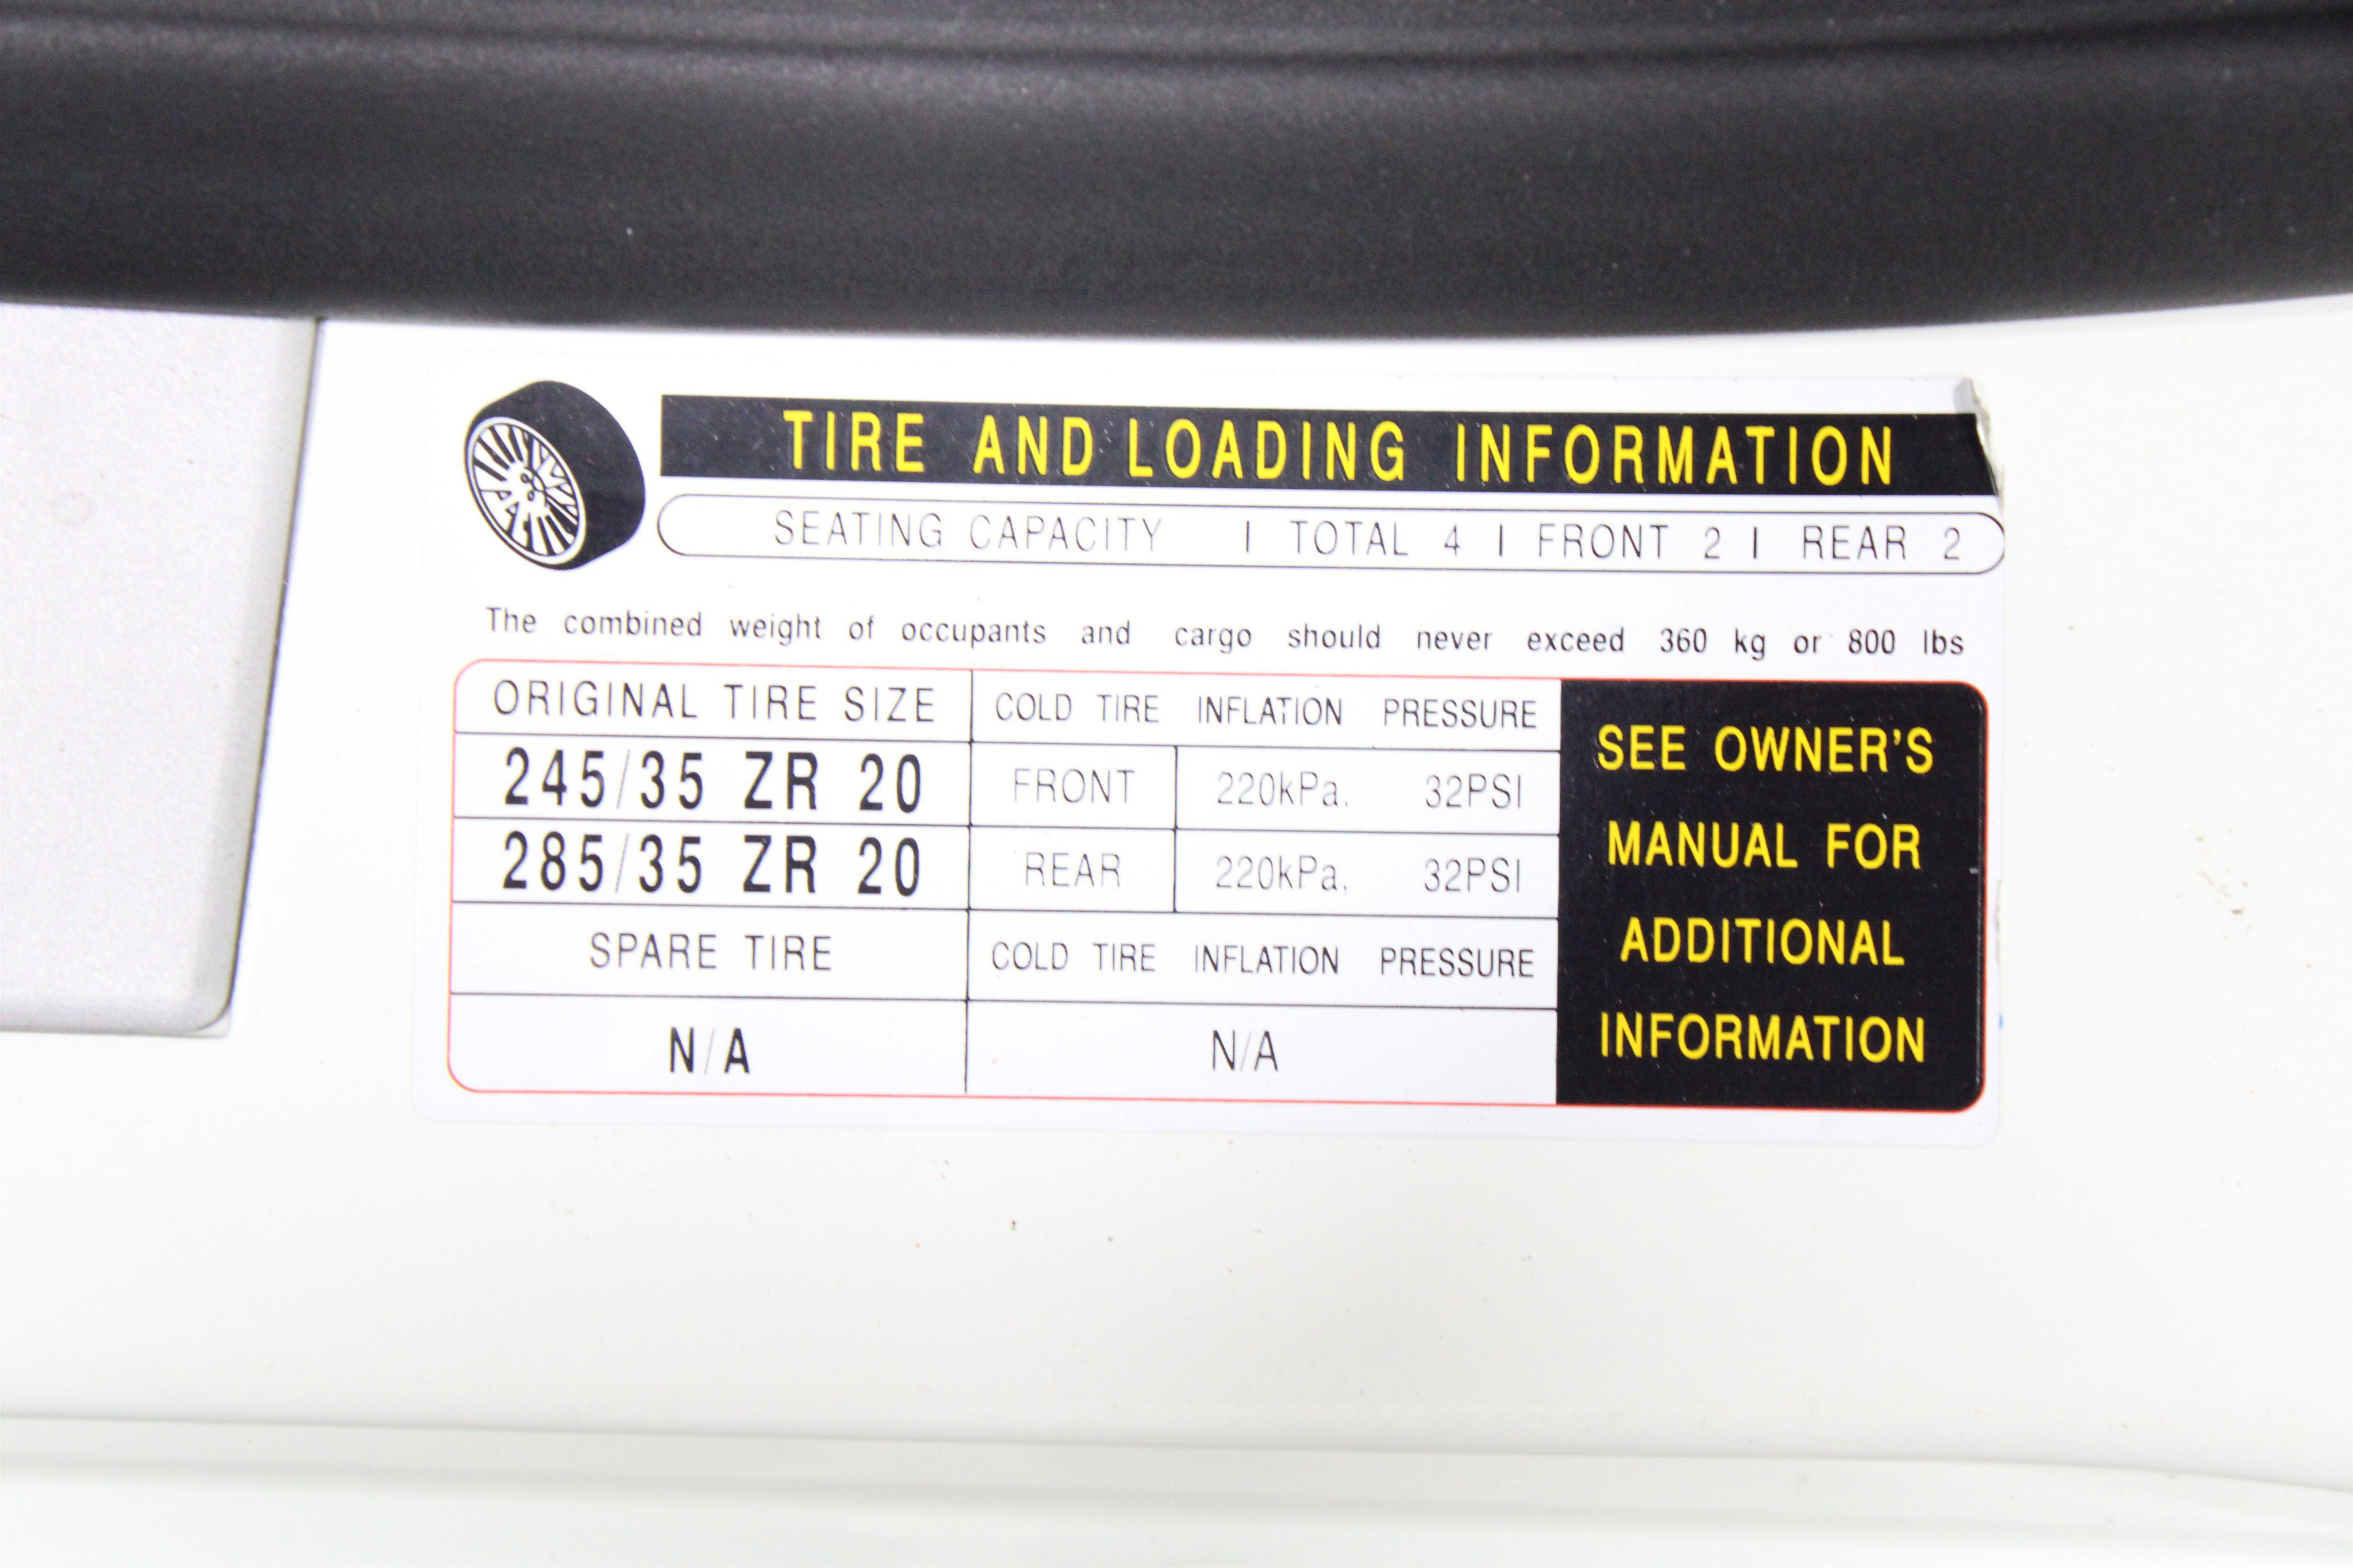 TIRE AND LOADING INFORMATION
SEATING CAPACITY | TOTAL 4 | FRONT 2 | REAR 2
The combined weight of occupants and cargo should never exceed 360 kg or 800 lbs
ORIGINAL TIRE SIZE COLD TIRE INFLATION PRESSURE
245/35 ZR 20 FRONT 220kPa. 32PSI
285/35 ZR 20 REAR 220kPa. 32PSI
SPARE TIRE COLD TIRE INFLATION PRESSURE
N/A N/A
SEE OWNER'S
MANUAL FOR
ADDITIONAL
INFORMATION